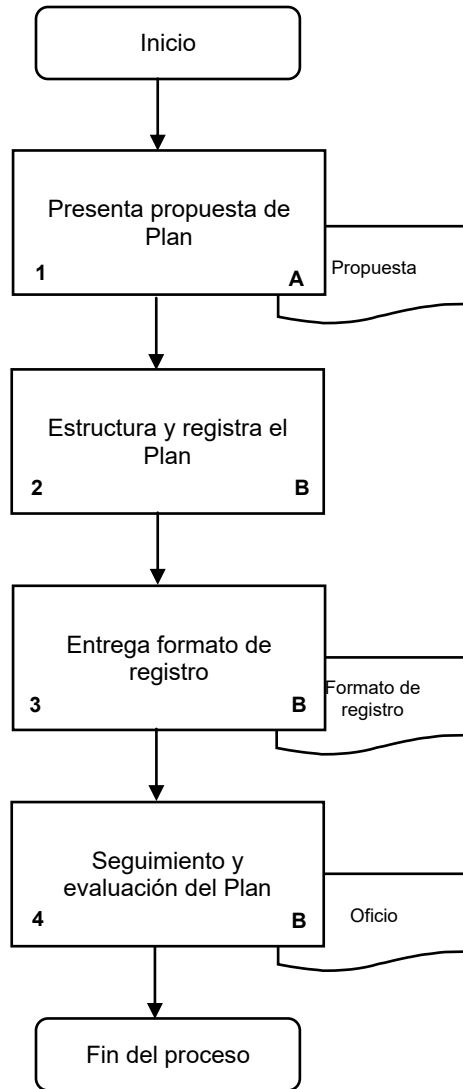 Inicio
Presenta propuesta de
Plan
1
A
Propuesta
Estructura y registra el
Plan
2
B
Entrega formato de
registro
3
B
Formato de
registro
Seguimiento y
evaluación del Plan
4
B
Oficio
Fin del proceso